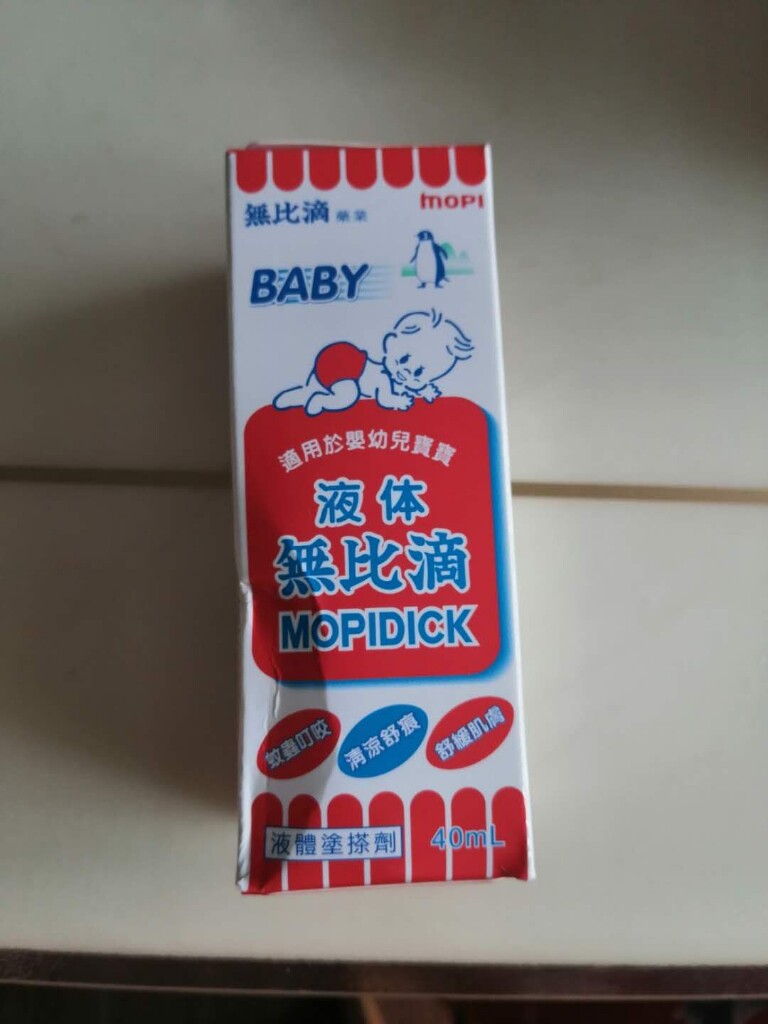 無比滴 藥業
mopi
BABY
適用於嬰幼兒寶寶
液体
無比滴
MOPIDICK
蚊蟲叮咬
清涼舒癢
舒緩肌膚
液體塗搽劑
40mL